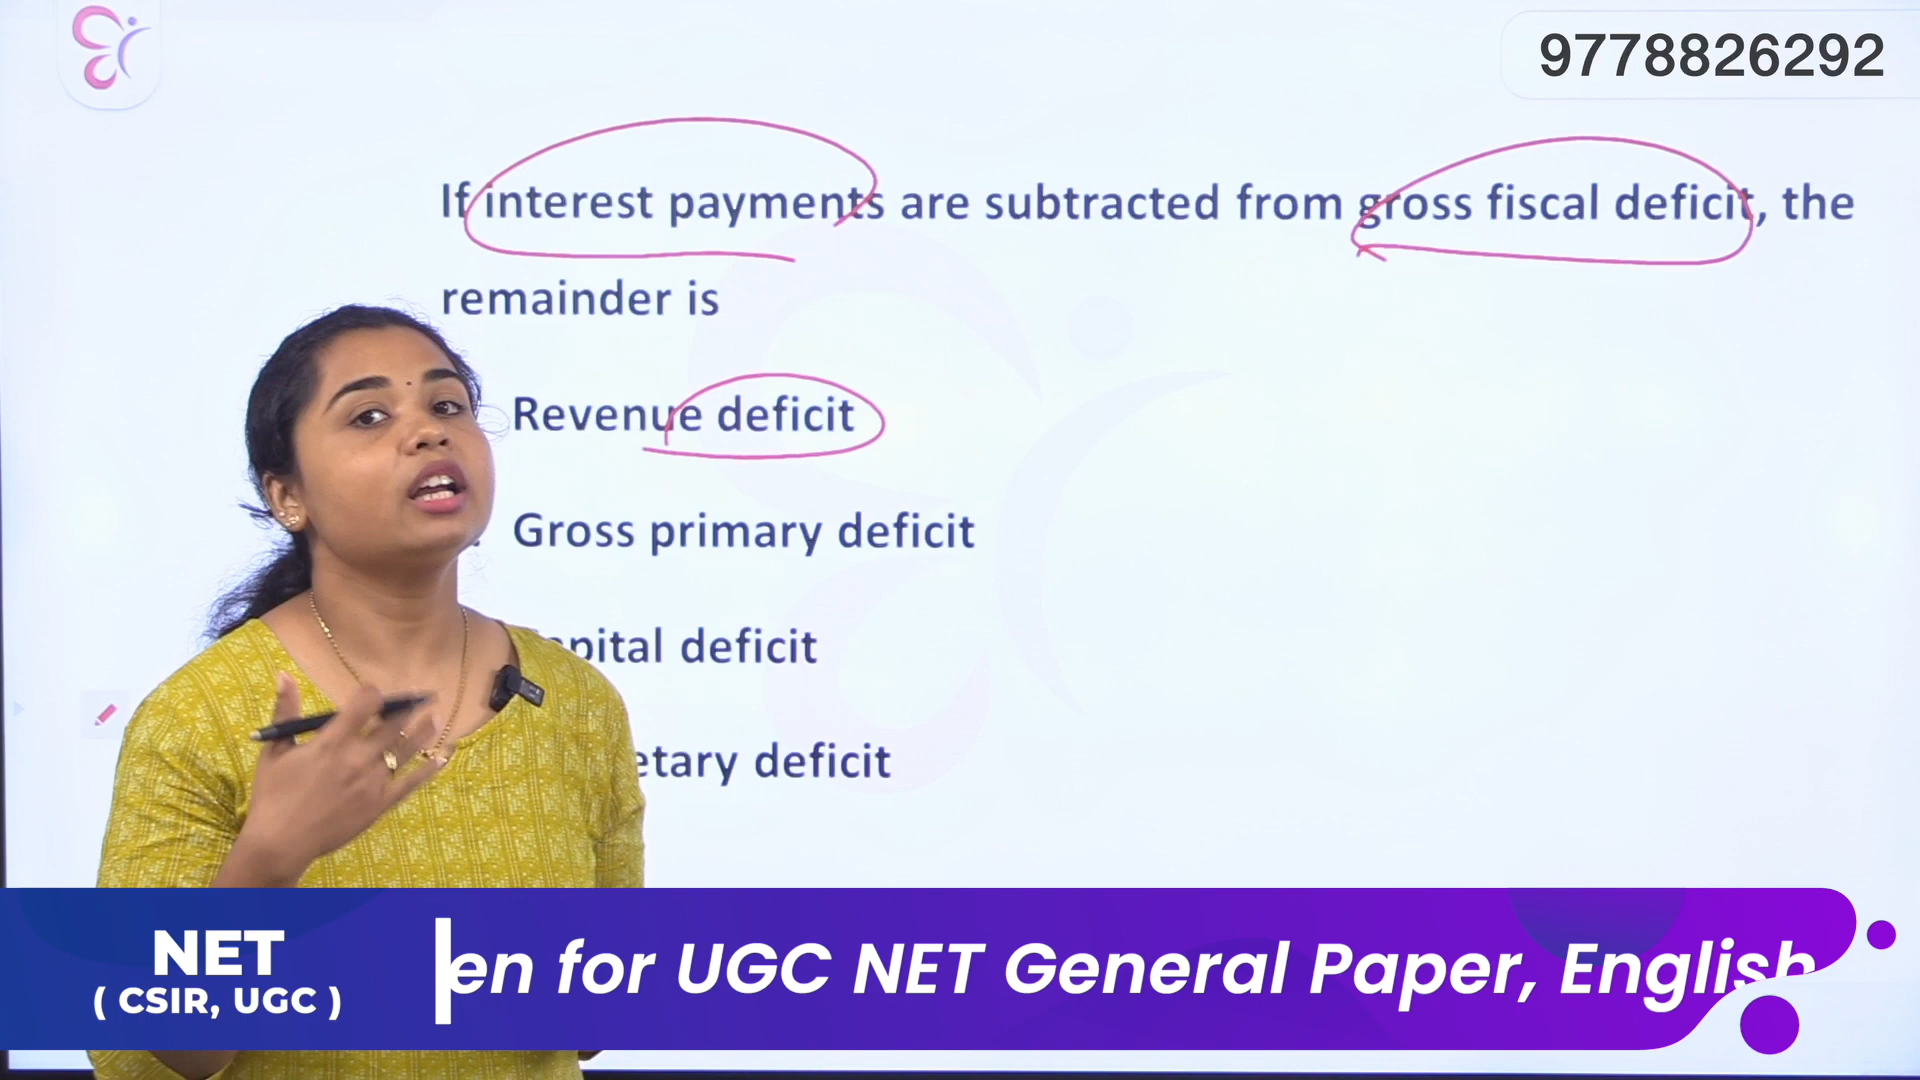 9778826292
If interest payments are subtracted from gross fiscal deficit, the
remainder is
Revenue deficit
Gross primary deficit
pital deficit
etary deficit
NET
( CSIR, UGC )
en for UGC NET General Paper, English